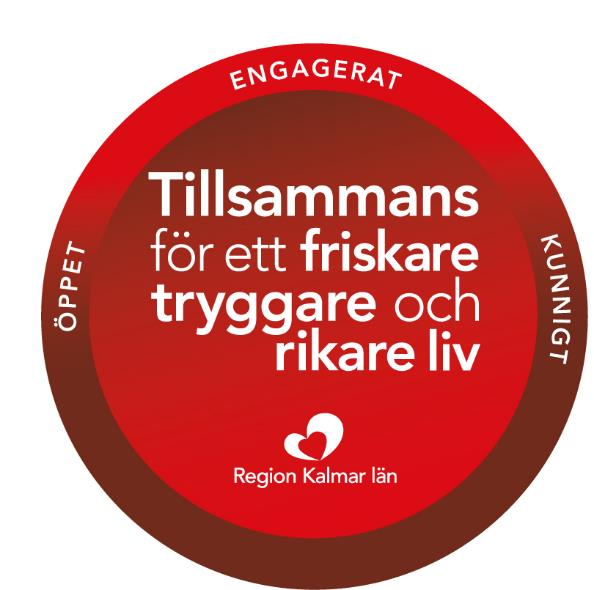 ENGAGERAT
ÖPPET
KUNNIGT
Tillsammans
för ett friskare
tryggare och
rikare liv
Region Kalmar län